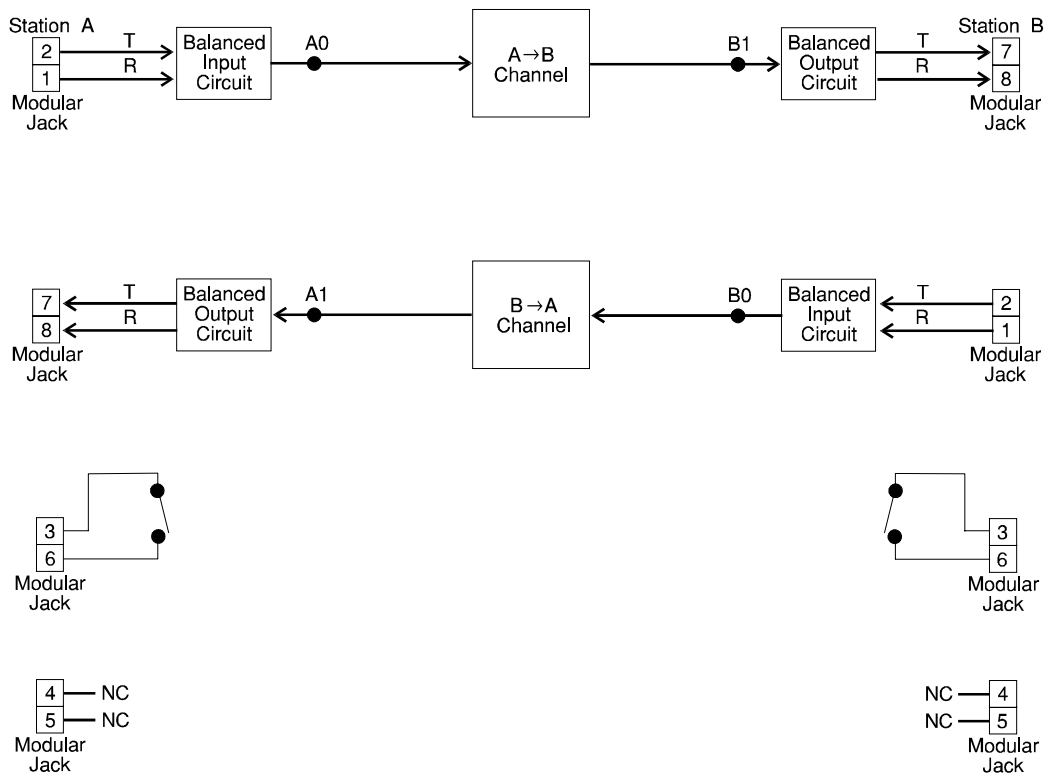 Station A
2
1
Modular
Jack
T
R
Balanced
Input
Circuit
A0
A→B
Channel
B1
Balanced
Output
Circuit
T
R
Station B
7
8
Modular
Jack
7
8
Modular
Jack
T
R
Balanced
Output
Circuit
A1
B→A
Channel
B0
Balanced
Input
Circuit
T
R
2
1
Modular
Jack
3
6
Modular
Jack
3
6
Modular
Jack
4
NC
5
NC
Modular
Jack
NC
4
NC
5
Modular
Jack